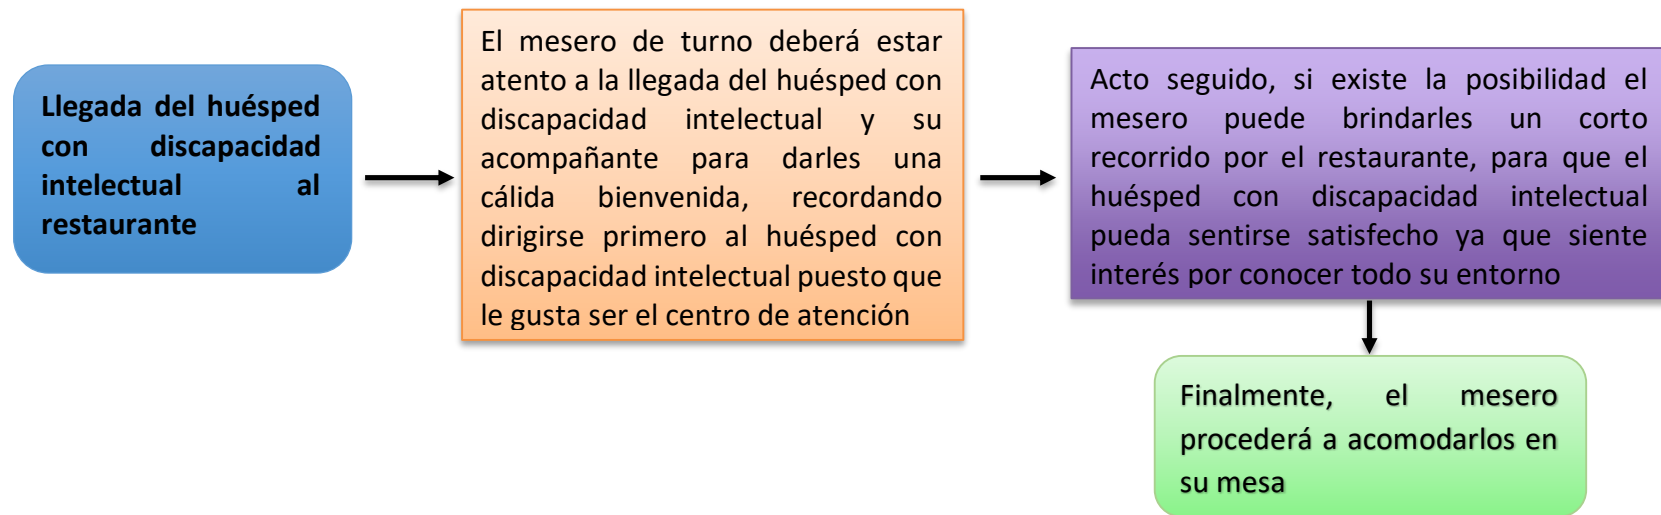 Llegada del huésped
con discapacidad
intelectual al
restaurante
El mesero de turno deberá estar
atento a la llegada del huésped con
discapacidad intelectual y su
acompañante para darles una
cálida bienvenida, recordando
dirigirse primero al huésped con
discapacidad intelectual puesto que
le gusta ser el centro de atención
Acto seguido, si existe la posibilidad el
mesero puede brindarles un corto
recorrido por el restaurante, para que el
huésped con discapacidad intelectual
pueda sentirse satisfecho ya que siente
interés por conocer todo su entorno
Finalmente, el mesero
procederá a acomodarlos en
su mesa